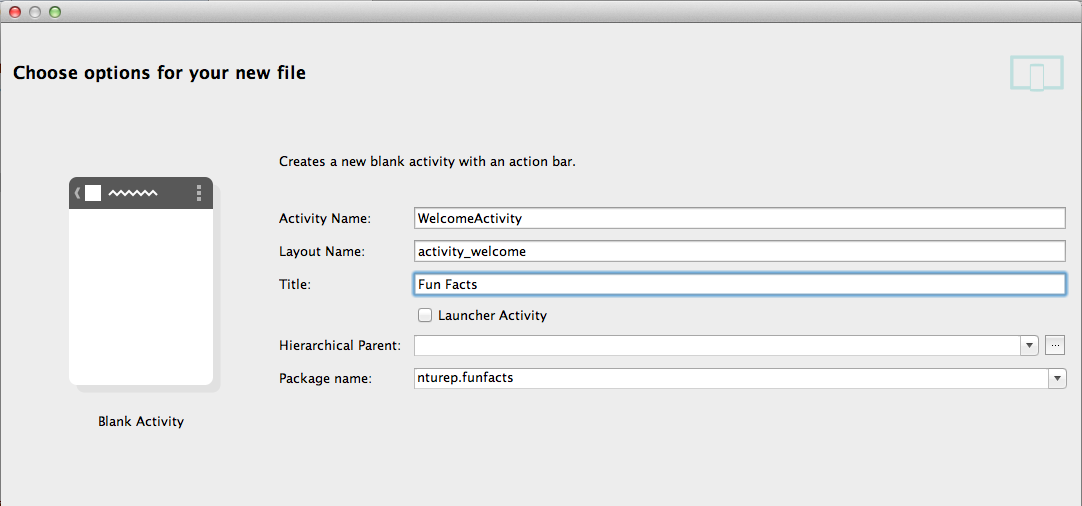 Choose options for your new file
Creates a new blank activity with an action bar.
Activity Name: WelcomeActivity
Layout Name: activity_welcome
Title: Fun Facts
Launcher Activity
Hierarchical Parent: ...
Package name: nturep.funfacts
Blank Activity